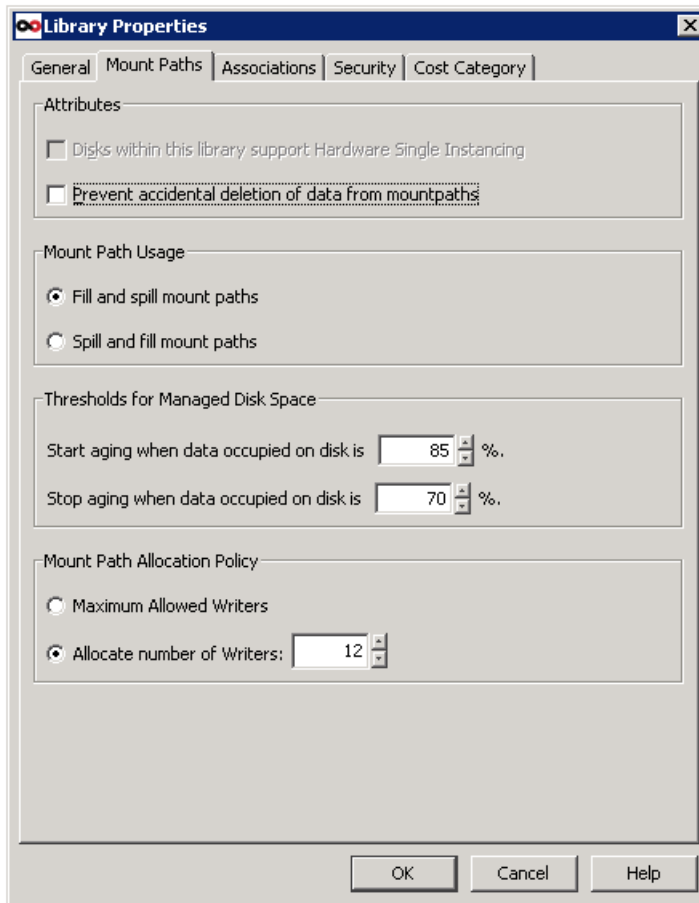 Library Properties
General Mount Paths Associations Security Cost Category
Attributes
Disks within this library support Hardware Single Instancing
Prevent accidental deletion of data from mountpaths
Mount Path Usage
Fill and spill mount paths
Spill and fill mount paths
Thresholds for Managed Disk Space
Start aging when data occupied on disk is 85 %.
Stop aging when data occupied on disk is 70 %.
Mount Path Allocation Policy
Maximum Allowed Writers
Allocate number of Writers: 12
OK Cancel Help